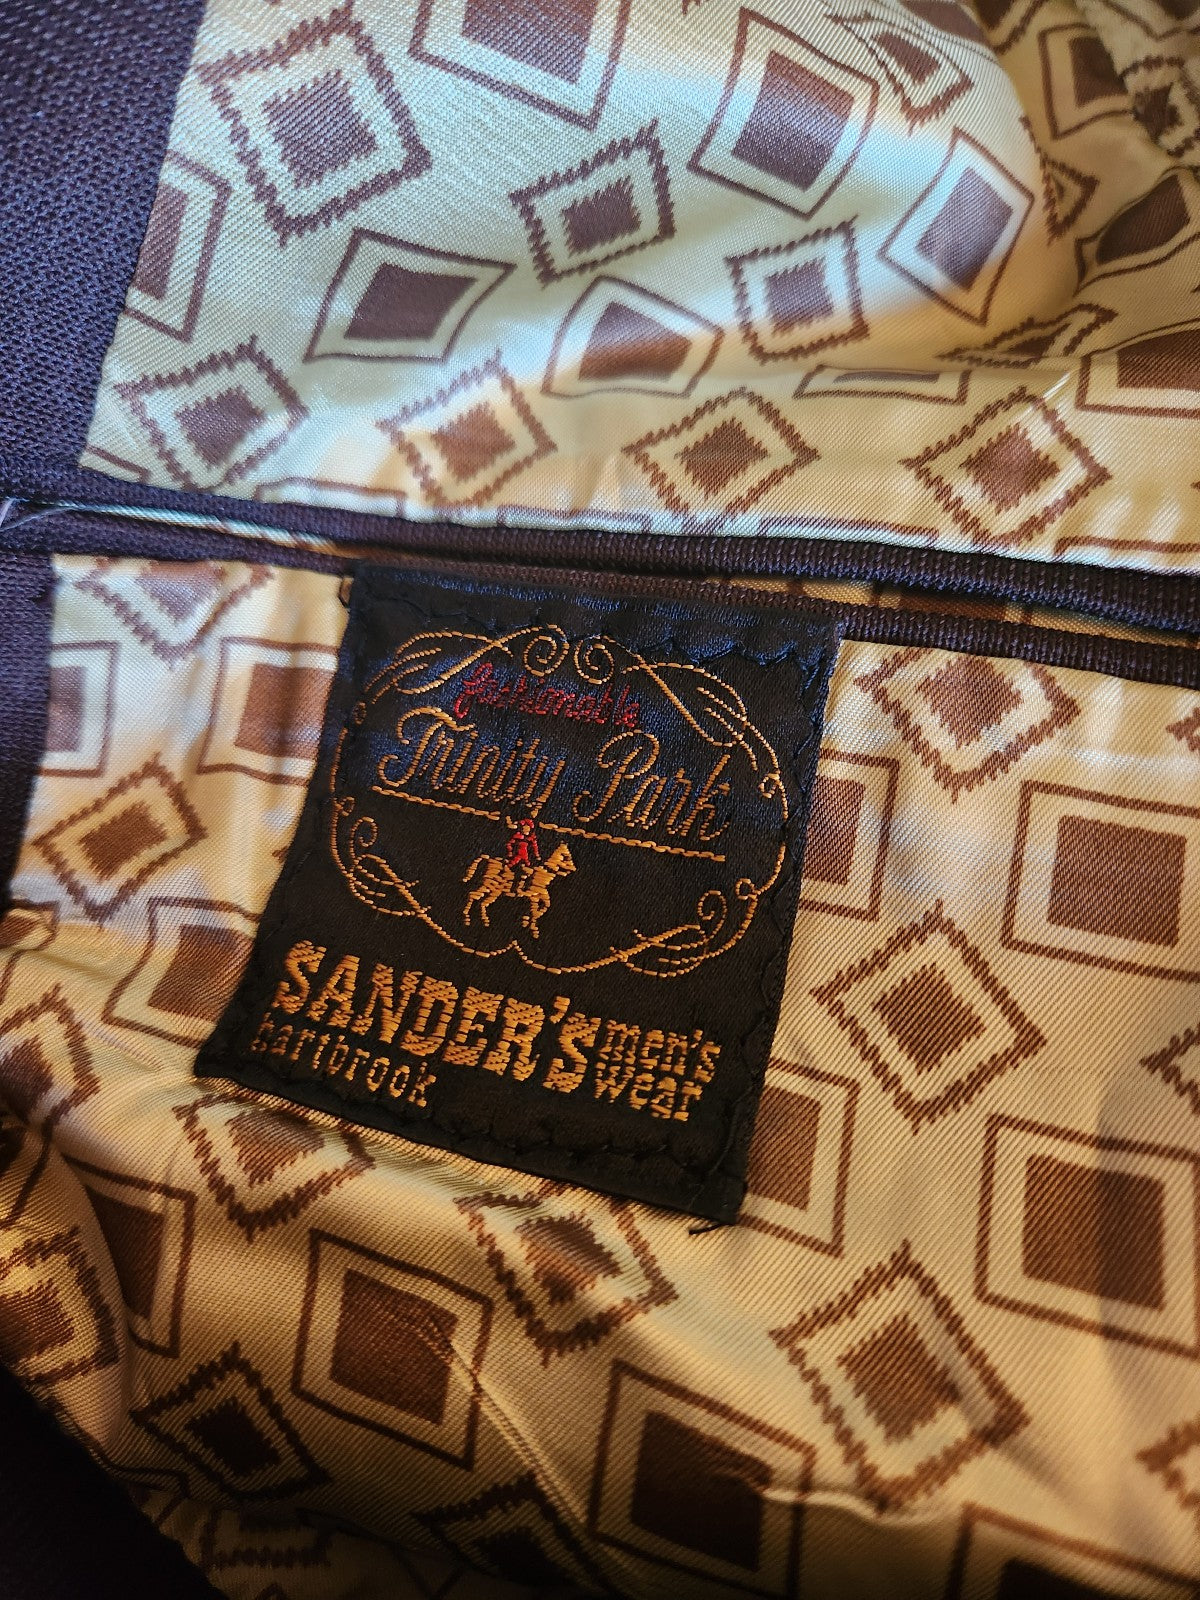 fashionable
Trinity Park
SANDER'S men's wear
hartbrook